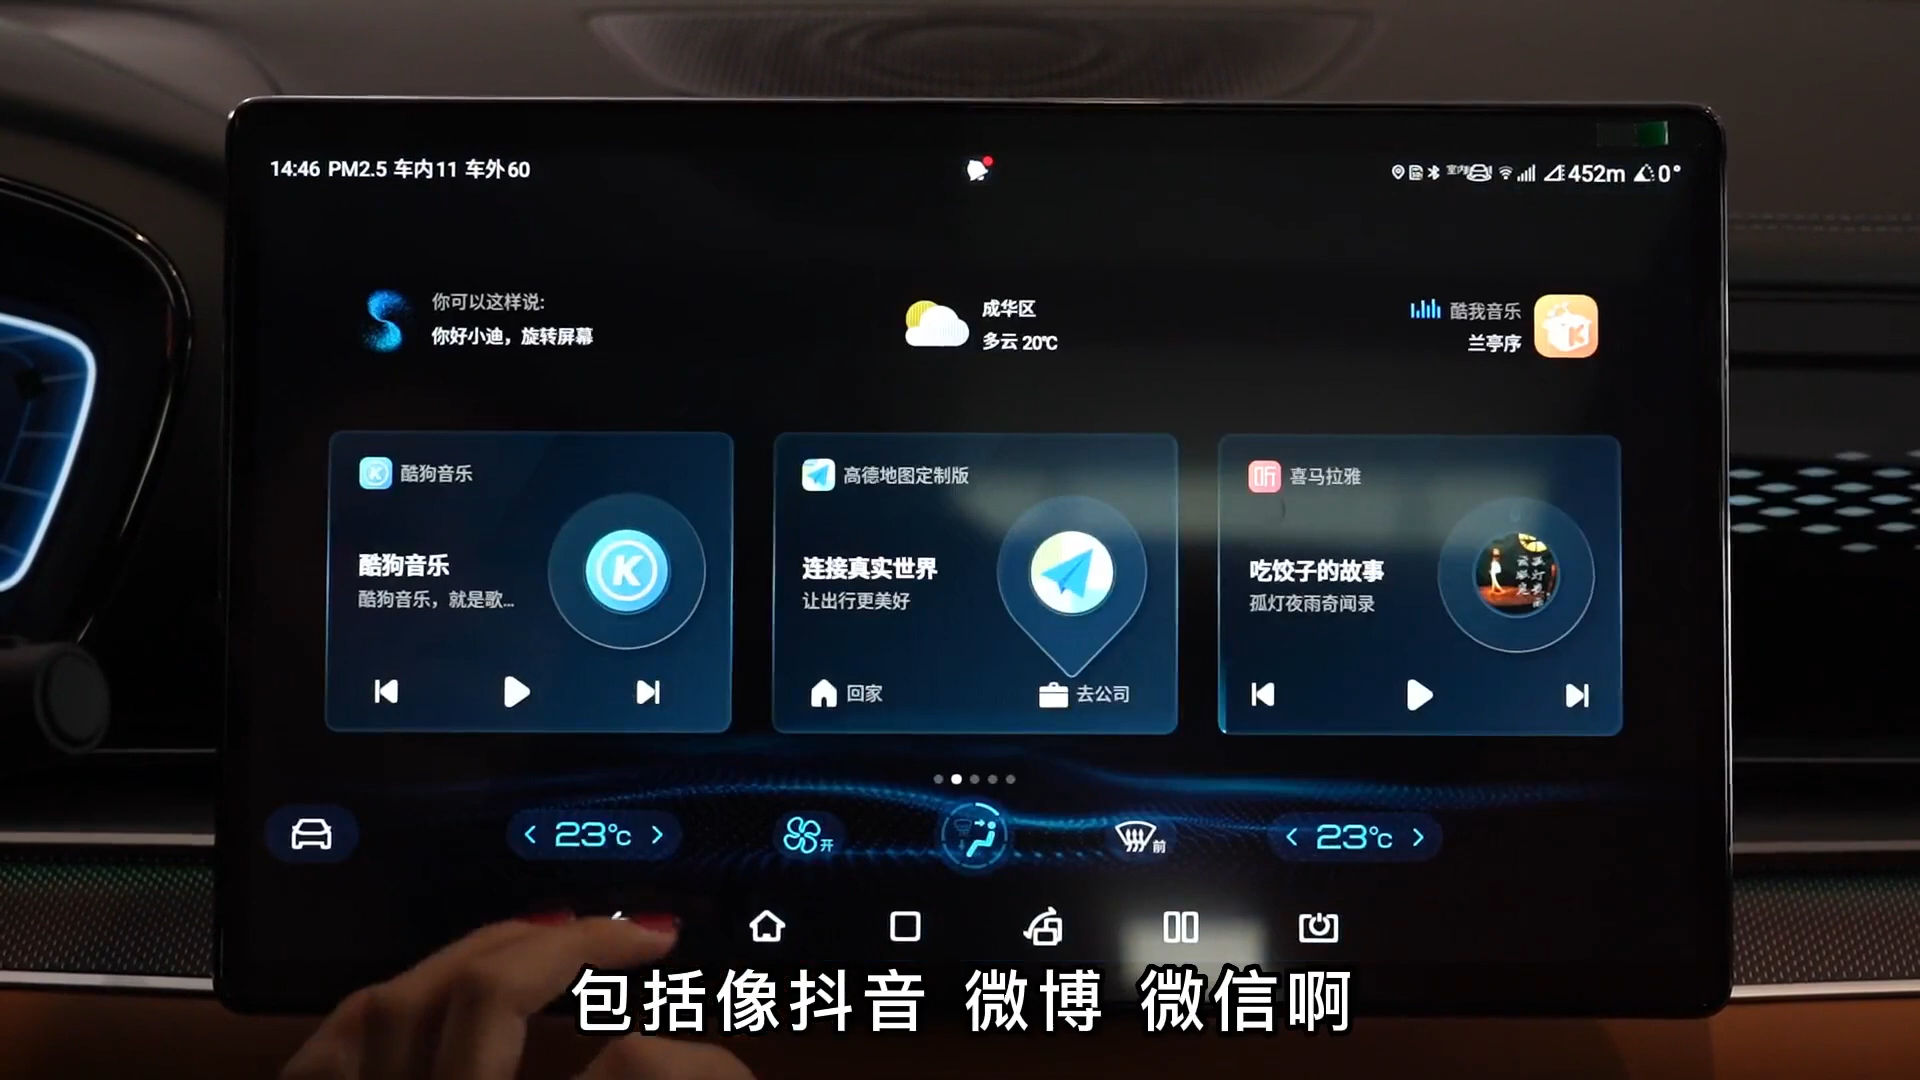 14:46 PM2.5 车内11 车外60
室内
452m
0°
你可以这样说:
你好小迪，旋转屏幕
成华区
多云 20℃
酷我音乐
兰亭序
酷狗音乐
酷狗音乐
酷狗音乐，就是歌...
高德地图定制版
连接真实世界
让出行更美好
回家
去公司
听 喜马拉雅
吃饺子的故事
孤灯夜雨奇闻录
23℃
开
前
23℃
包括像抖音 微博 微信啊